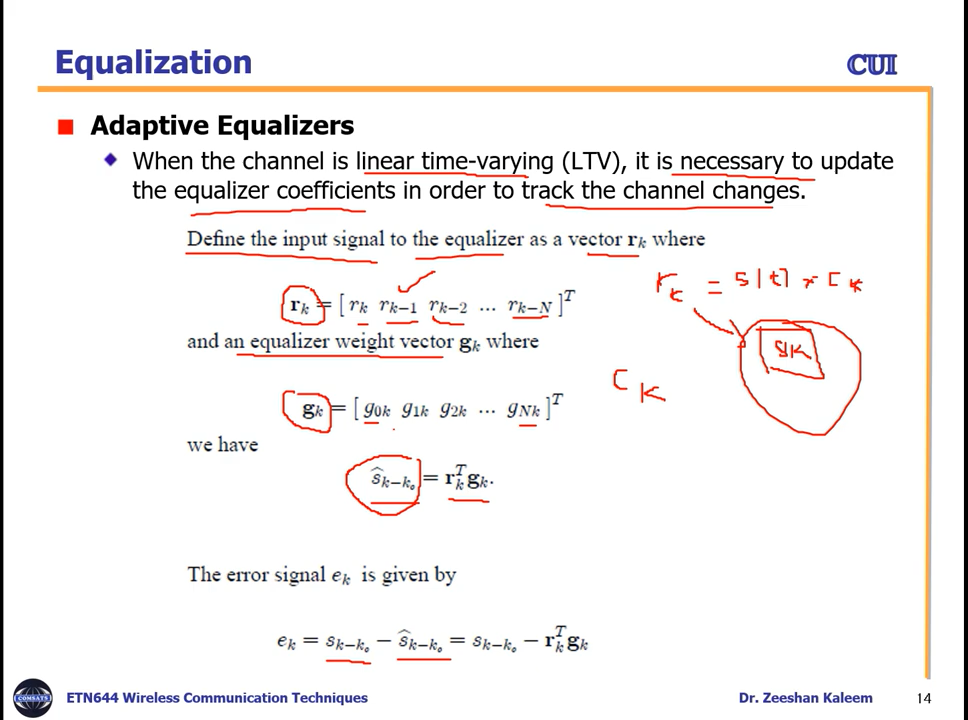 Equalization
CUI
Adaptive Equalizers
When the channel is linear time-varying (LTV), it is necessary to update
the equalizer coefficients in order to track the channel changes.
Define the input signal to the equalizer as a vector r_k where
r_k = [ r_k r_{k-1} r_{k-2} ... r_{k-N} ]^T
and an equalizer weight vector g_k where
g_k = [ g_{0k} g_{1k} g_{2k} ... g_{Nk} ]^T
we have
ŝ_{k-k_o} = r_k^T g_k.
The error signal e_k is given by
e_k = s_{k-k_o} − ŝ_{k-k_o} = s_{k-k_o} − r_k^T g_k
r_k =
gk
C_k
COMSATS
ETN644 Wireless Communication Techniques
Dr. Zeeshan Kaleem
14